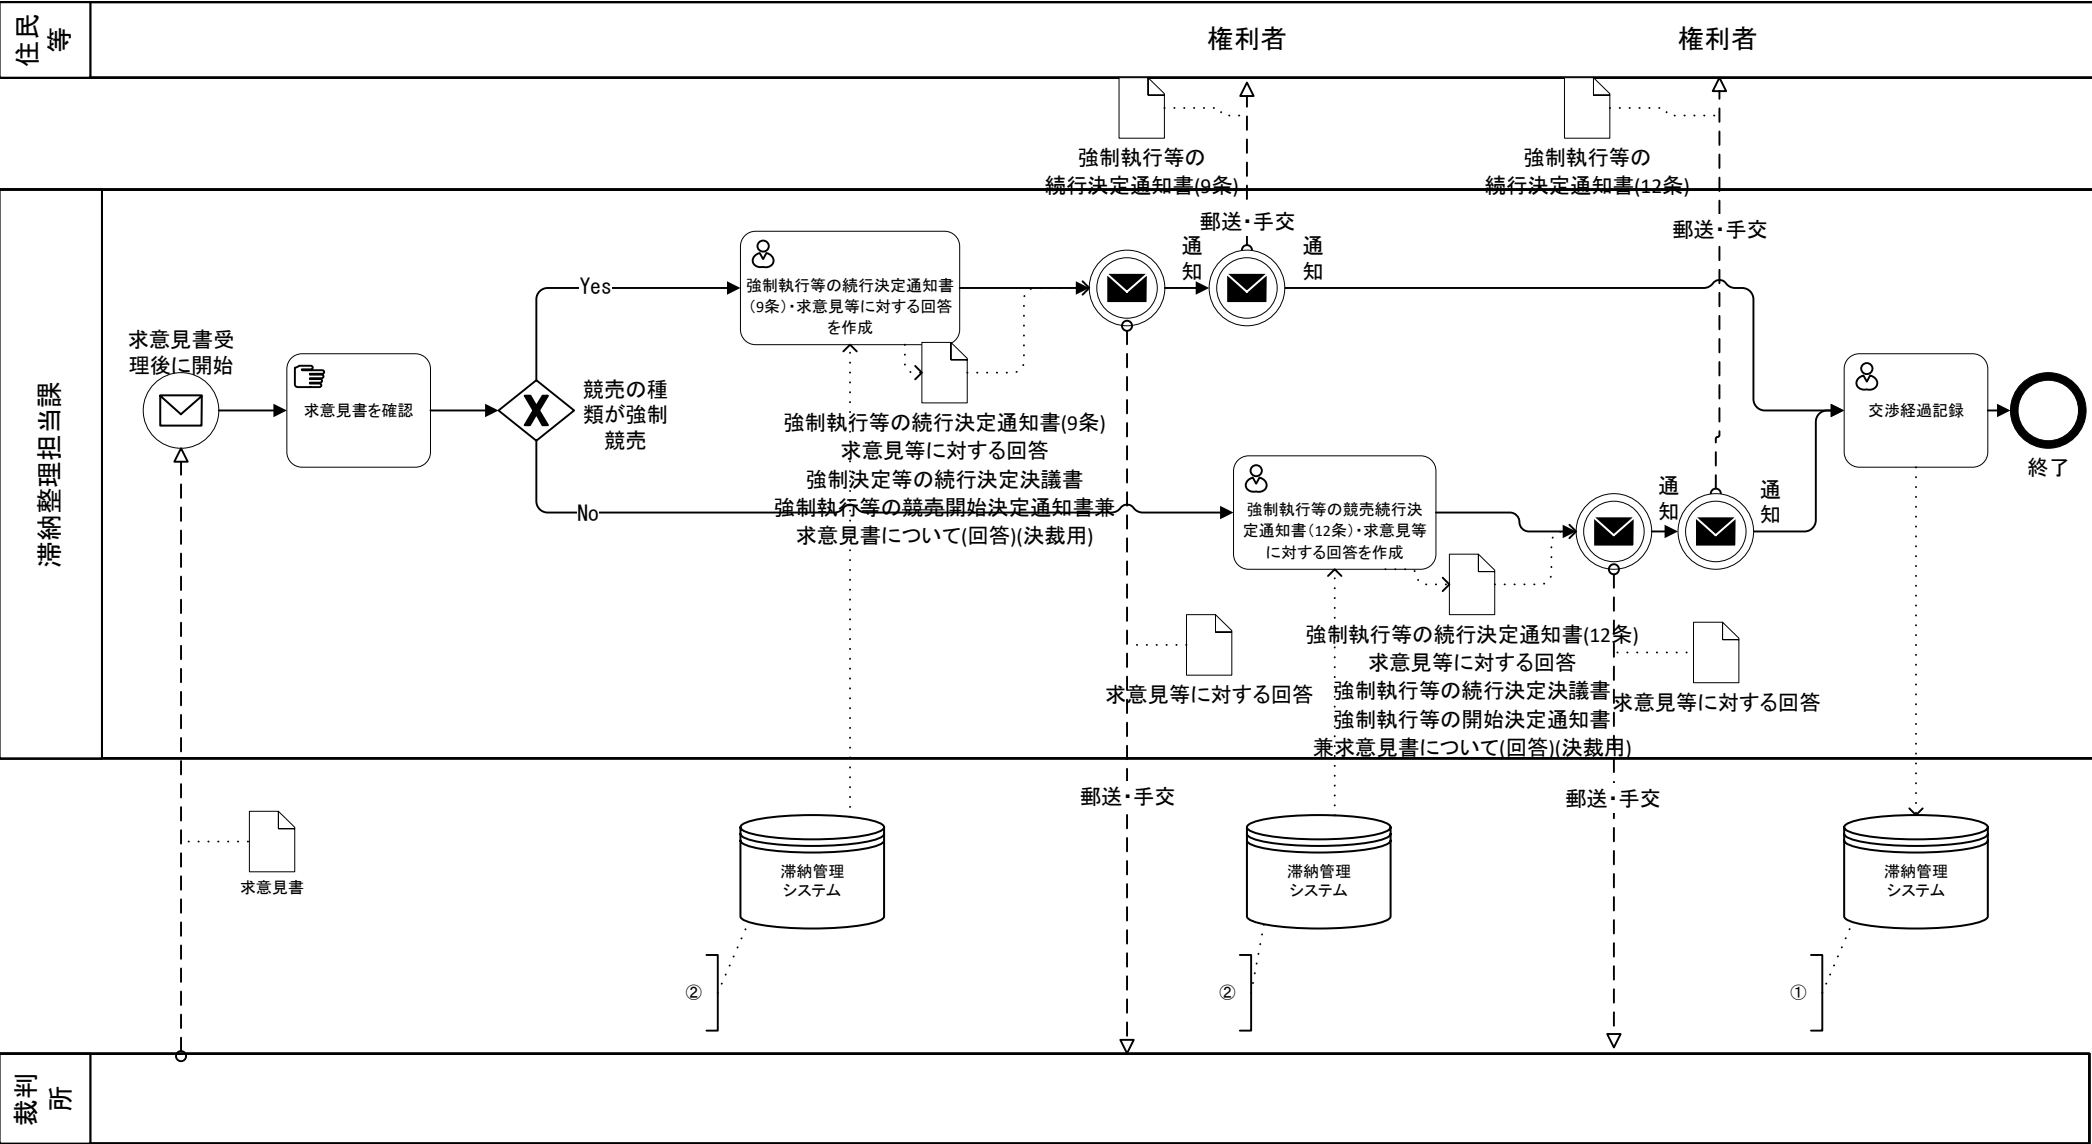 住民
等
権利者
権利者
強制執行等の
続行決定通知書(9条)
強制執行等の
続行決定通知書(12条)
郵送・手交
郵送・手交
滞納整理担当課
求意見書受
理後に開始
求意見書を確認
競売の種
類が強制
競売
Yes
No
強制執行等の続行決定通知書
(9条)・求意見等に対する回答
を作成
強制執行等の続行決定通知書(9条)
求意見等に対する回答
強制決定等の続行決定決議書
強制執行等の競売開始決定通知書兼
求意見書について(回答)(決裁用)
通
知
通
知
強制執行等の競売続行決
定通知書(12条)・求意見等
に対する回答を作成
通
知
通
知
交渉経過記録
終了
求意見等に対する回答
強制執行等の続行決定通知書(12条)
求意見等に対する回答
強制執行等の続行決定決議書
強制執行等の開始決定通知書
兼求意見書について(回答)(決裁用)
求意見等に対する回答
郵送・手交
郵送・手交
求意見書
滞納管理
システム
滞納管理
システム
滞納管理
システム
②
②
①
裁判
所